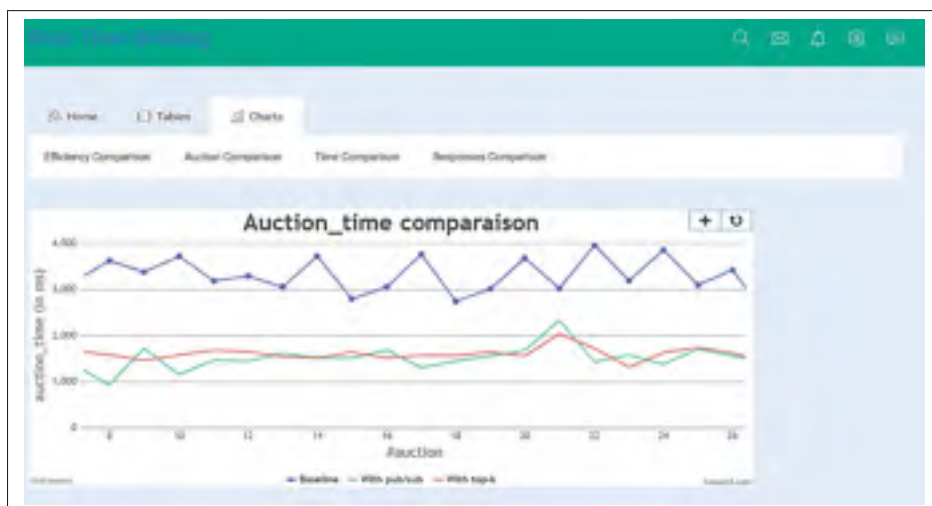 Home Tables Charts
Efficiency Comparison Auction Comparison Time Comparison Responses Comparison
Auction_time comparaison
auction_time (in ms)
4,000
3,000
2,000
1,000
0
8 10 12 14 16 18 20 22 24 26
#auction
Baseline With pub/sub With top-k